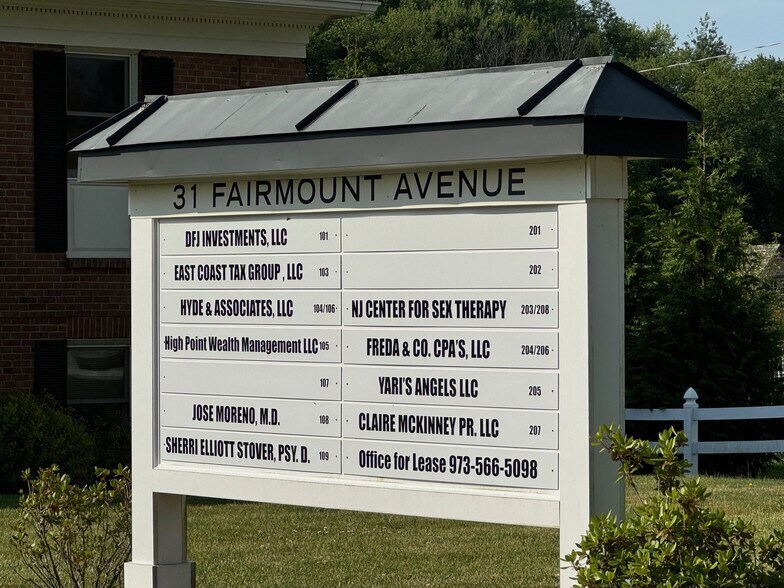 31 FAIRMOUNT AVENUE
DFJ INVESTMENTS, LLC 101
EAST COAST TAX GROUP , LLC 103
HYDE & ASSOCIATES, LLC 104/106
High Point Wealth Management LLC 105
107
JOSE MORENO, M.D. 108
SHERRI ELLIOTT STOVER, PSY. D. 109
201
202
NJ CENTER FOR SEX THERAPY 203/208
FREDA & CO. CPA'S, LLC 204/206
YARI'S ANGELS LLC 205
CLAIRE MCKINNEY PR. LLC 207
Office for Lease 973-566-5098